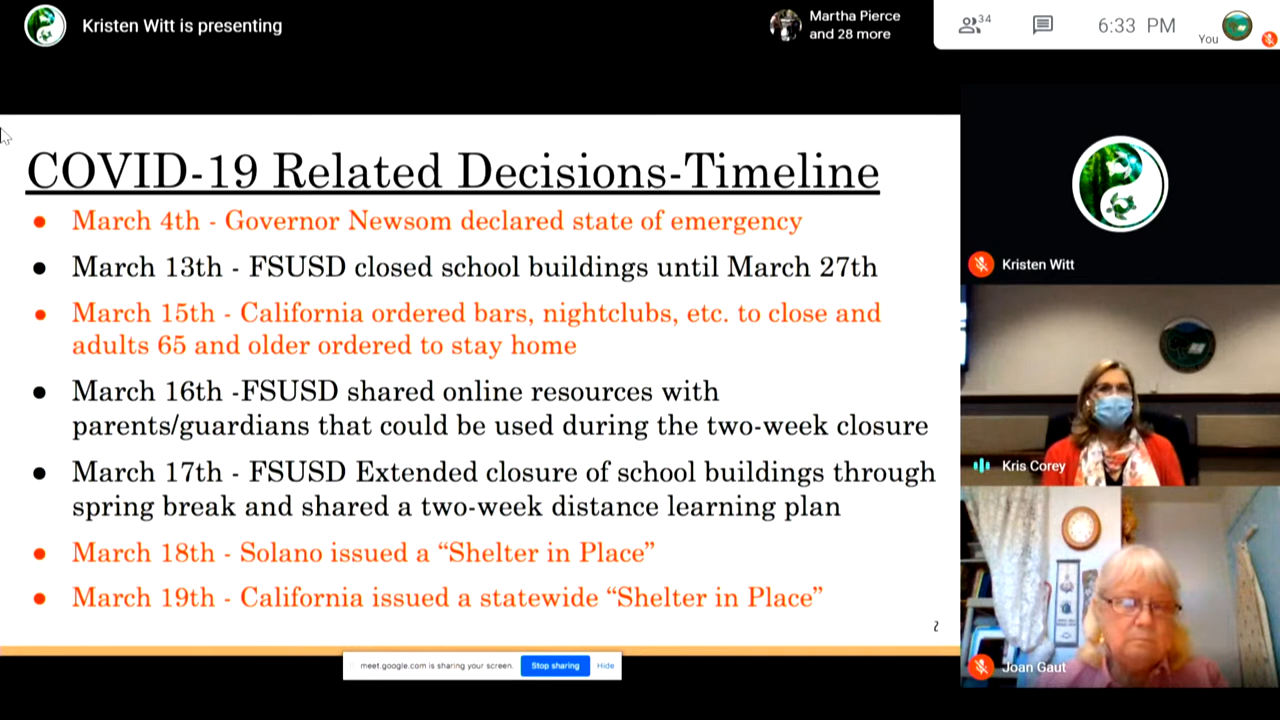 Kristen Witt is presenting
Martha Pierce
and 28 more
34
6:33 PM
You
COVID-19 Related Decisions-Timeline
• March 4th - Governor Newsom declared state of emergency
• March 13th - FSUSD closed school buildings until March 27th
• March 15th - California ordered bars, nightclubs, etc. to close and
adults 65 and older ordered to stay home
• March 16th -FSUSD shared online resources with
parents/guardians that could be used during the two-week closure
• March 17th - FSUSD Extended closure of school buildings through
spring break and shared a two-week distance learning plan
• March 18th - Solano issued a “Shelter in Place”
• March 19th - California issued a statewide “Shelter in Place”
2
meet.google.com is sharing your screen.
Stop sharing
Hide
Kristen Witt
Kris Corey
Joan Gaut